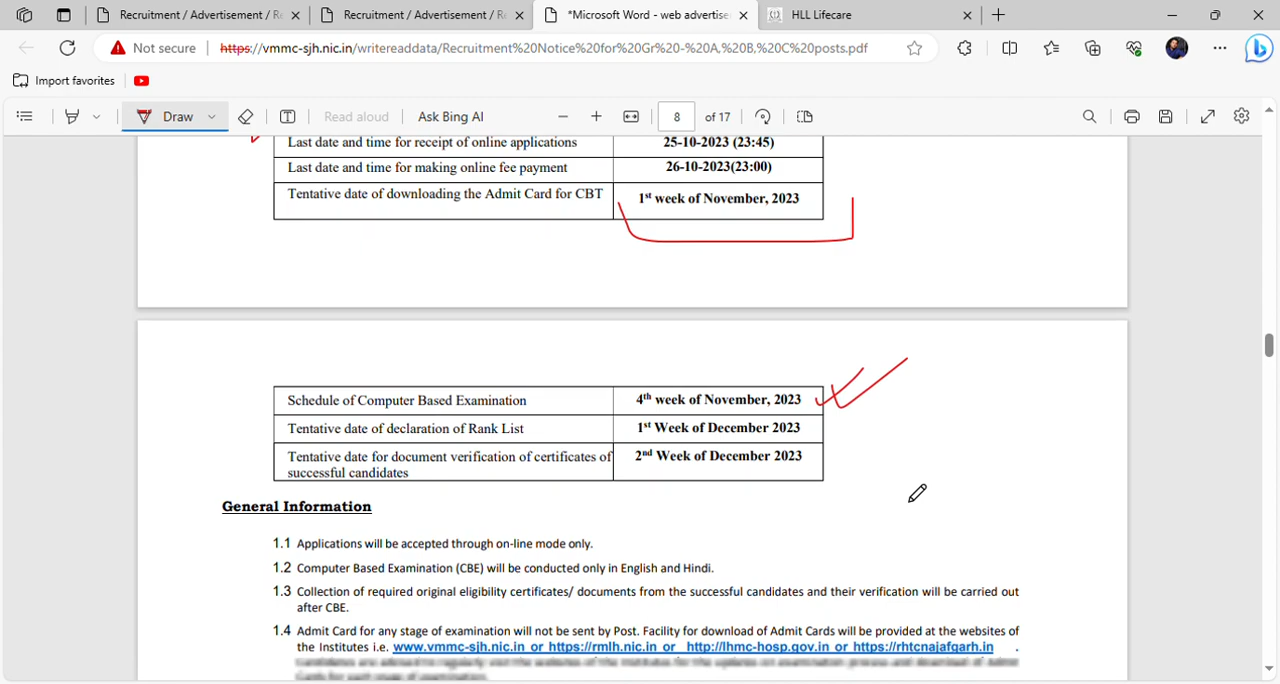 Recruitment / Advertisement / Re
Recruitment / Advertisement / Re
*Microsoft Word - web advertise
HLL Lifecare
Not secure
https://vmmc-sjh.nic.in/writereaddata/Recruitment%20Notice%20for%20Gr%20-%20A,%20B,%20C%20posts.pdf
Import favorites
Draw
Read aloud
Ask Bing AI
8 of 17
Last date and time for receipt of online applications 25-10-2023 (23:45)
Last date and time for making online fee payment 26-10-2023(23:00)
Tentative date of downloading the Admit Card for CBT 1st week of November, 2023
Schedule of Computer Based Examination 4th week of November, 2023
Tentative date of declaration of Rank List 1st Week of December 2023
Tentative date for document verification of certificates of 2nd Week of December 2023
successful candidates
General Information
1.1 Applications will be accepted through on-line mode only.
1.2 Computer Based Examination (CBE) will be conducted only in English and Hindi.
1.3 Collection of required original eligibility certificates/ documents from the successful candidates and their verification will be carried out
after CBE.
1.4 Admit Card for any stage of examination will not be sent by Post. Facility for download of Admit Cards will be provided at the websites of
the Institutes i.e. www.vmmc-sjh.nic.in or https://rmlh.nic.in or http://lhmc-hosp.gov.in or https://rhtcnajafgarh.in .